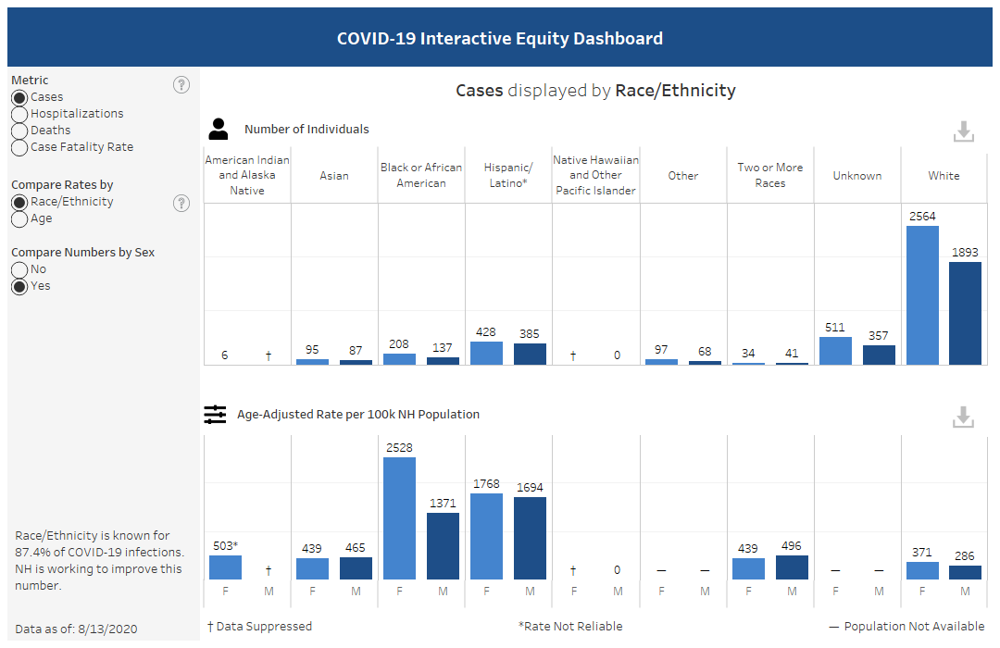 COVID-19 Interactive Equity Dashboard
Metric
?
Cases
Hospitalizations
Deaths
Case Fatality Rate
Compare Rates by
Race/Ethnicity
?
Age
Compare Numbers by Sex
No
Yes
Race/Ethnicity is known for
87.4% of COVID-19 infections.
NH is working to improve this
number.
Data as of: 8/13/2020
Cases displayed by Race/Ethnicity
Number of Individuals
American Indian
and Alaska
Native
Asian
Black or African
American
Hispanic/
Latino*
Native Hawaiian
and Other
Pacific Islander
Other
Two or More
Races
Unknown
White
6 † 95 87 208 137 428 385 † 0 97 68 34 41 511 357 2564 1893
Age-Adjusted Rate per 100k NH Population
503* † 439 465 2528 1371 1768 1694 † 0 — — 439 496 — — 371 286
F M F M F M F M F M F M F M F M F M
† Data Suppressed
*Rate Not Reliable
— Population Not Available